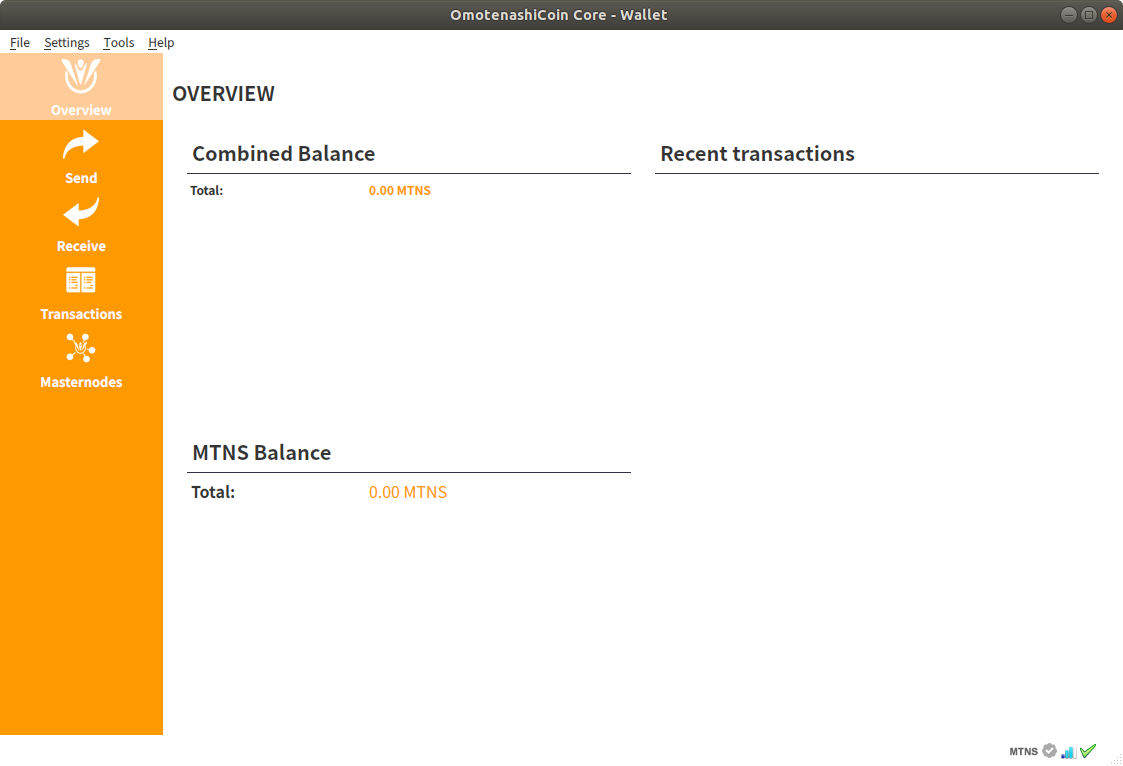 OmotenashiCoin Core - Wallet
File Settings Tools Help
Overview
Send
Receive
Transactions
Masternodes
OVERVIEW
Combined Balance
Total: 0.00 MTNS
Recent transactions
MTNS Balance
Total: 0.00 MTNS
MTNS